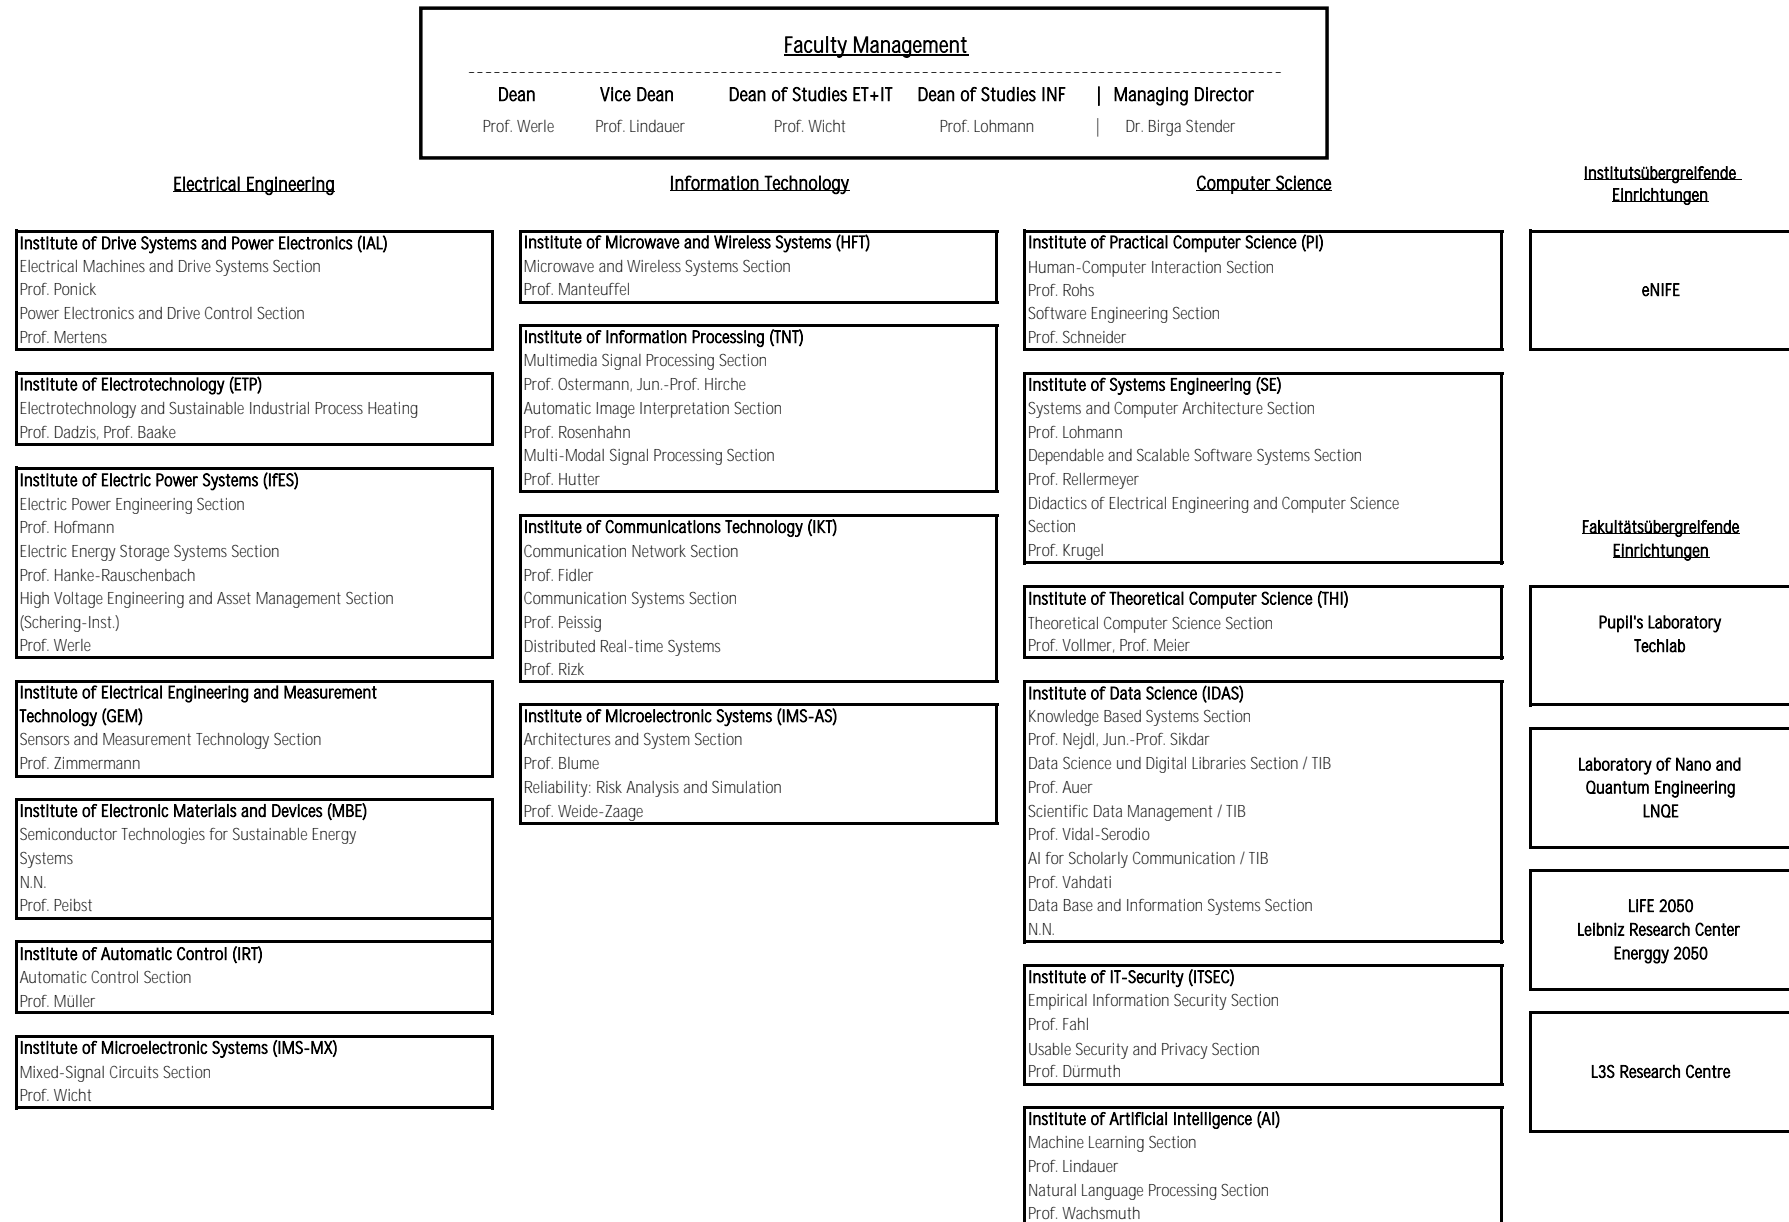 Faculty Management
Dean Vice Dean Dean of Studies ET+IT Dean of Studies INF | Managing Director
Prof. Werle Prof. Lindauer Prof. Wicht Prof. Lohmann | Dr. Birga Stender
Electrical Engineering
Institute of Drive Systems and Power Electronics (IAL)
Electrical Machines and Drive Systems Section
Prof. Ponick
Power Electronics and Drive Control Section
Prof. Mertens
Institute of Electrotechnology (ETP)
Electrotechnology and Sustainable Industrial Process Heating
Prof. Dadzis, Prof. Baake
Institute of Electric Power Systems (IfES)
Electric Power Engineering Section
Prof. Hofmann
Electric Energy Storage Systems Section
Prof. Hanke-Rauschenbach
High Voltage Engineering and Asset Management Section
(Schering-Inst.)
Prof. Werle
Institute of Electrical Engineering and Measurement
Technology (GEM)
Sensors and Measurement Technology Section
Prof. Zimmermann
Institute of Electronic Materials and Devices (MBE)
Semiconductor Technologies for Sustainable Energy
Systems
N.N.
Prof. Peibst
Institute of Automatic Control (IRT)
Automatic Control Section
Prof. Müller
Institute of Microelectronic Systems (IMS-MX)
Mixed-Signal Circuits Section
Prof. Wicht
Information Technology
Institute of Microwave and Wireless Systems (HFT)
Microwave and Wireless Systems Section
Prof. Manteuffel
Institute of Information Processing (TNT)
Multimedia Signal Processing Section
Prof. Ostermann, Jun.-Prof. Hirche
Automatic Image Interpretation Section
Prof. Rosenhahn
Multi-Modal Signal Processing Section
Prof. Hutter
Institute of Communications Technology (IKT)
Communication Network Section
Prof. Fidler
Communication Systems Section
Prof. Peissig
Distributed Real-time Systems
Prof. Rizk
Institute of Microelectronic Systems (IMS-AS)
Architectures and System Section
Prof. Blume
Reliability: Risk Analysis and Simulation
Prof. Weide-Zaage
Computer Science
Institute of Practical Computer Science (PI)
Human-Computer Interaction Section
Prof. Rohs
Software Engineering Section
Prof. Schneider
Institute of Systems Engineering (SE)
Systems and Computer Architecture Section
Prof. Lohmann
Dependable and Scalable Software Systems Section
Prof. Rellermeyer
Didactics of Electrical Engineering and Computer Science
Section
Prof. Krugel
Institute of Theoretical Computer Science (THI)
Theoretical Computer Science Section
Prof. Vollmer, Prof. Meier
Institute of Data Science (IDAS)
Knowledge Based Systems Section
Prof. Nejdl, Jun.-Prof. Sikdar
Data Science und Digital Libraries Section / TIB
Prof. Auer
Scientific Data Management / TIB
Prof. Vidal-Serodio
AI for Scholarly Communication / TIB
Prof. Vahdati
Data Base and Information Systems Section
N.N.
Institute of IT-Security (ITSEC)
Empirical Information Security Section
Prof. Fahl
Usable Security and Privacy Section
Prof. Dürmuth
Institute of Artificial Intelligence (AI)
Machine Learning Section
Prof. Lindauer
Natural Language Processing Section
Prof. Wachsmuth
Institutsübergreifende
Einrichtungen
eNIFE
Fakultätsübergreifende
Einrichtungen
Pupil's Laboratory
Techlab
Laboratory of Nano and
Quantum Engineering
LNQE
LIFE 2050
Leibniz Research Center
Energgy 2050
L3S Research Centre